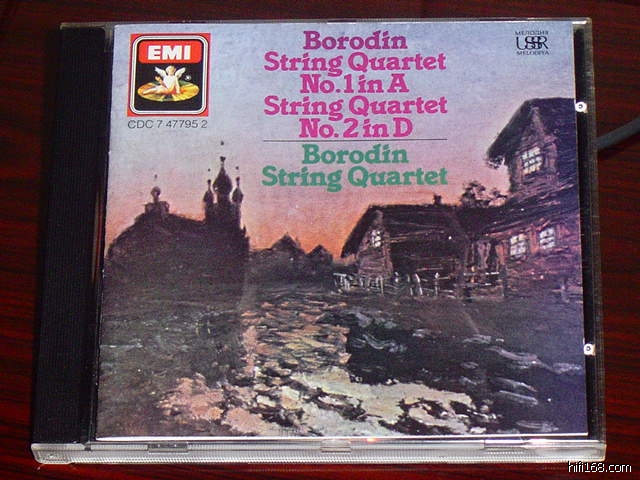 EMI
CDC 7 47795 2
Borodin
String Quartet
No.1 in A
String Quartet
No.2 in D
Borodin
String Quartet
МЕЛОДИЯ
USSR
MELODIYA
hifi168.com